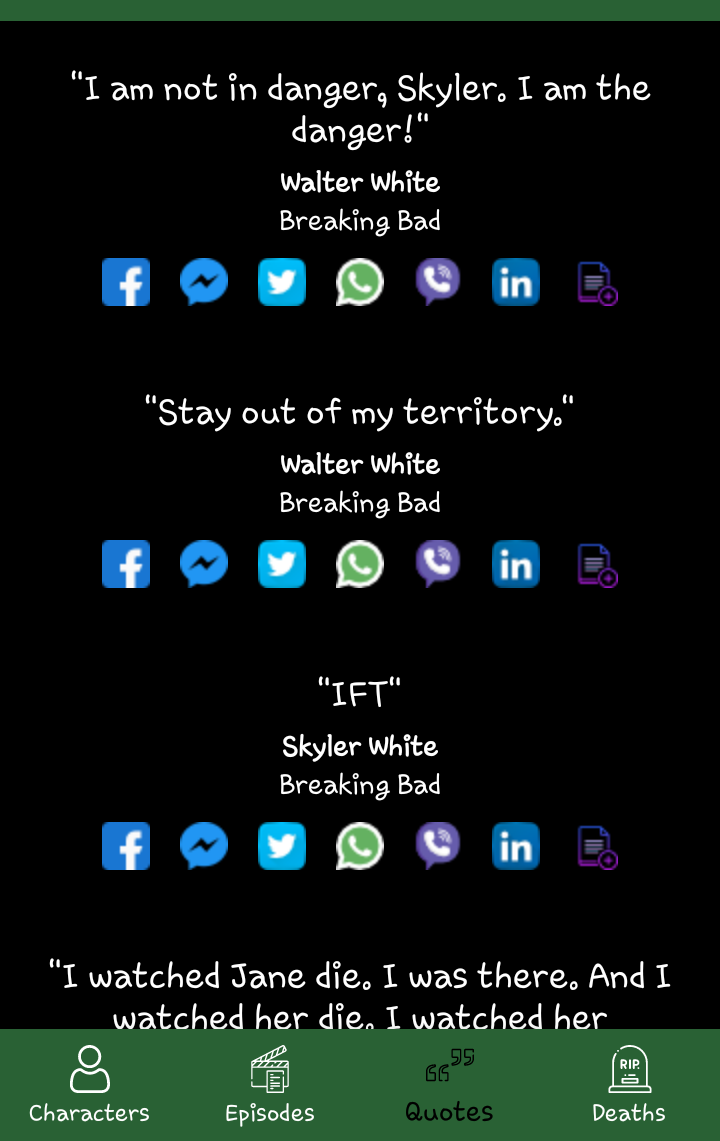 "I am not in danger, Skyler. I am the
danger!"
Walter White
Breaking Bad
"Stay out of my territory."
Walter White
Breaking Bad
"IFT"
Skyler White
Breaking Bad
"I watched Jane die. I was there. And I
watched her die. I watched her
RIP
Characters
Episodes
Quotes
Deaths